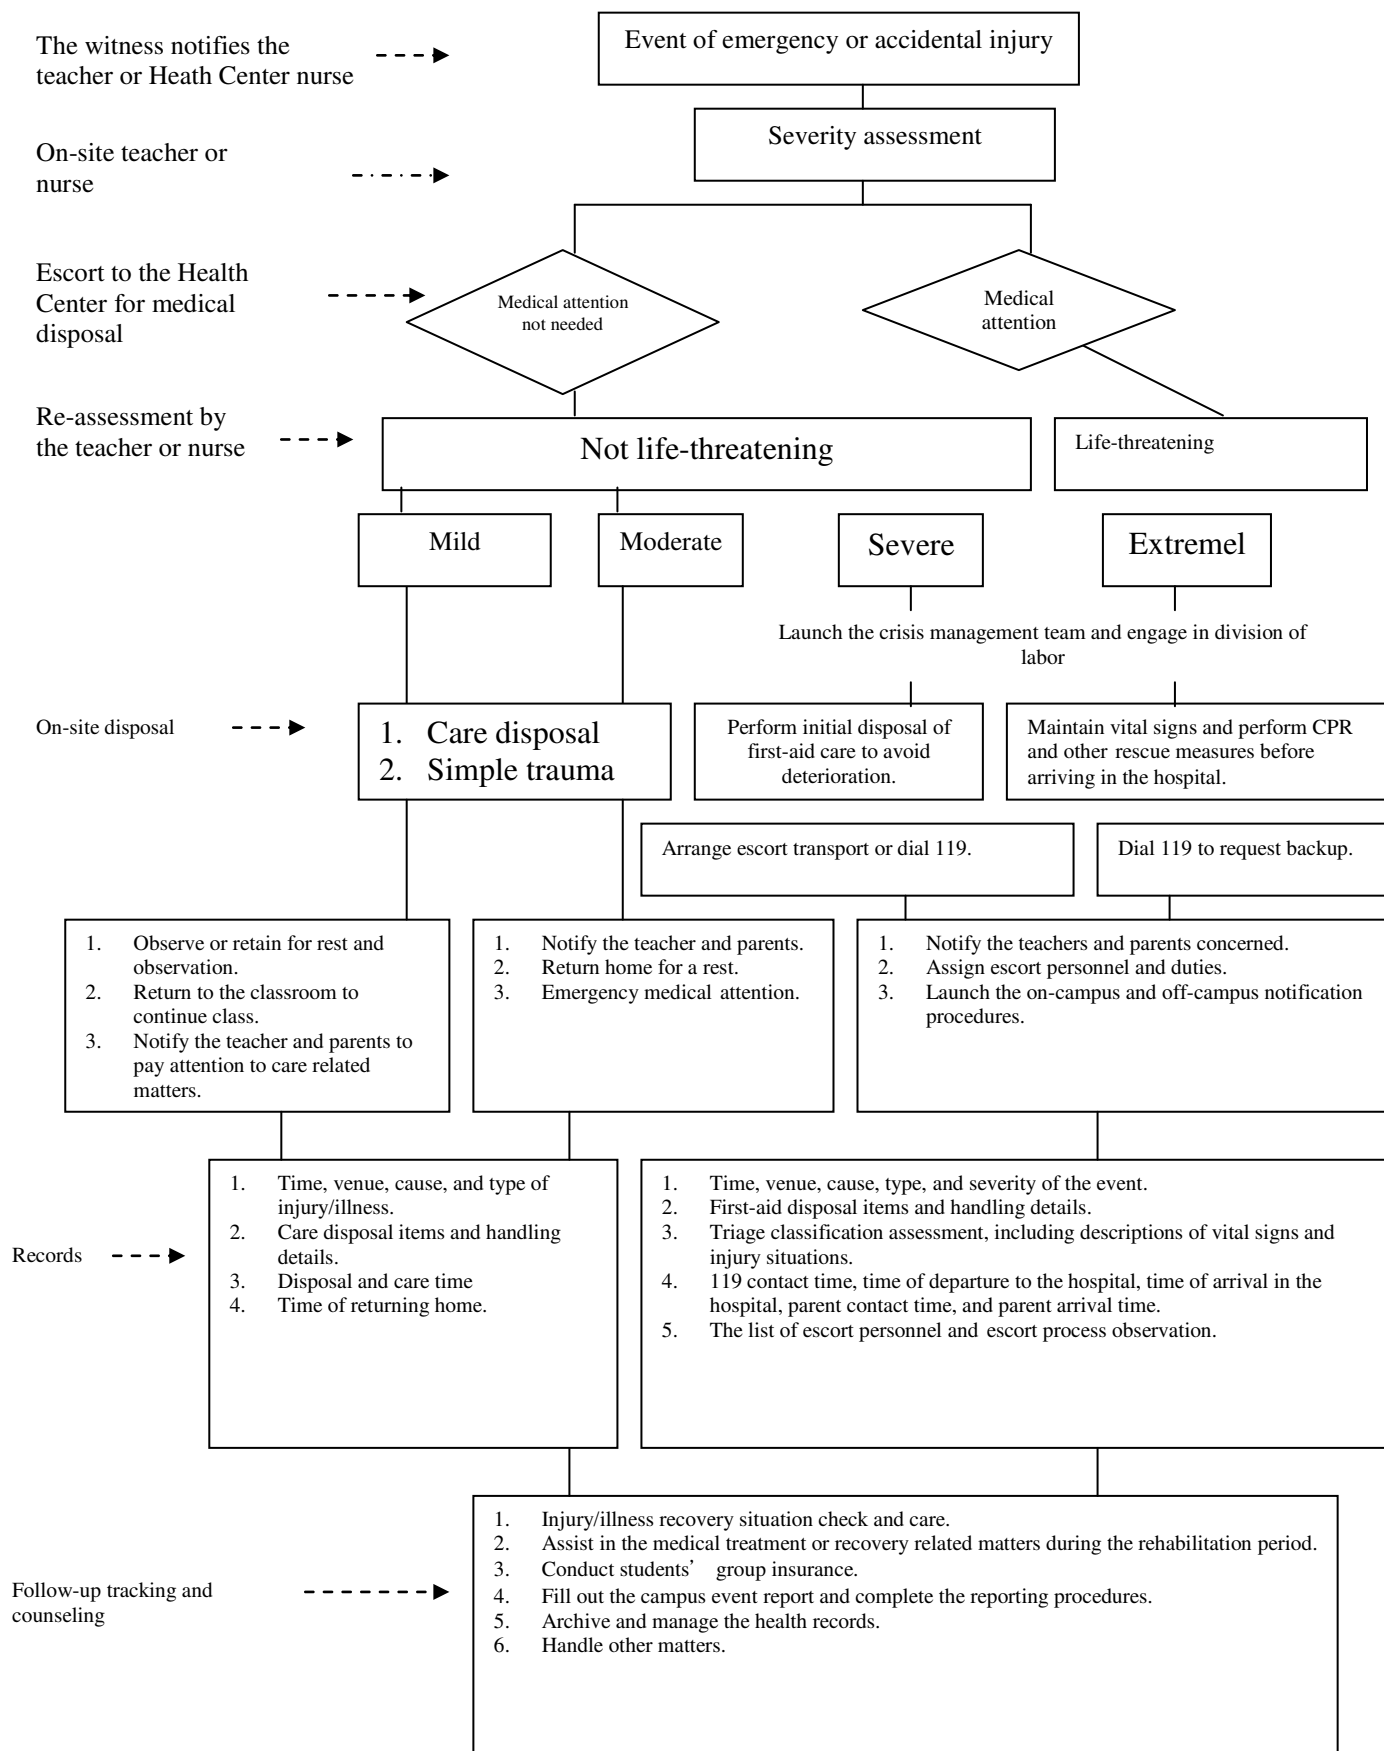 The witness notifies the
teacher or Heath Center nurse
Event of emergency or accidental injury
Severity assessment
On-site teacher or
nurse
Escort to the Health
Center for medical
disposal
Medical attention
not needed
Medical
attention
Re-assessment by
the teacher or nurse
Not life-threatening
Life-threatening
Mild
Moderate
Severe
Extremel
Launch the crisis management team and engage in division of
labor
On-site disposal
1. Care disposal
2. Simple trauma
Perform initial disposal of
first-aid care to avoid
deterioration.
Maintain vital signs and perform CPR
and other rescue measures before
arriving in the hospital.
Arrange escort transport or dial 119.
Dial 119 to request backup.
1. Observe or retain for rest and
observation.
2. Return to the classroom to
continue class.
3. Notify the teacher and parents to
pay attention to care related
matters.
1. Notify the teacher and parents.
2. Return home for a rest.
3. Emergency medical attention.
1. Notify the teachers and parents concerned.
2. Assign escort personnel and duties.
3. Launch the on-campus and off-campus notification
procedures.
Records
1. Time, venue, cause, and type of
injury/illness.
2. Care disposal items and handling
details.
3. Disposal and care time
4. Time of returning home.
1. Time, venue, cause, type, and severity of the event.
2. First-aid disposal items and handling details.
3. Triage classification assessment, including descriptions of vital signs and
injury situations.
4. 119 contact time, time of departure to the hospital, time of arrival in the
hospital, parent contact time, and parent arrival time.
5. The list of escort personnel and escort process observation.
Follow-up tracking and
counseling
1. Injury/illness recovery situation check and care.
2. Assist in the medical treatment or recovery related matters during the rehabilitation period.
3. Conduct students’ group insurance.
4. Fill out the campus event report and complete the reporting procedures.
5. Archive and manage the health records.
6. Handle other matters.